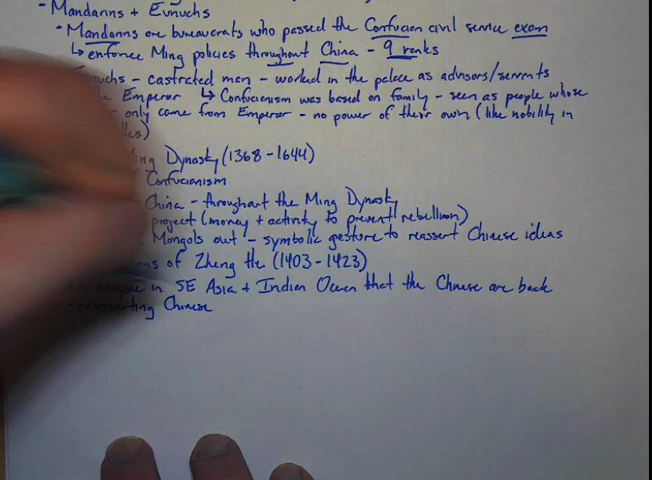 - Mandarins + Eunuchs
- Mandarins are bureaucrats who passed the Confucian civil service exam
↳ enforce Ming policies throughout China - 9 ranks
- castrated men - worked in the palace as advisors/servents
Emperor ↳ Confucianism was based on family - seen as people whose
only come from Emperor - no power of their own (like nobility in
Dynasty (1368-1644)
Confucianism
China - throughout the Ming Dynasty
project (money + activity to prevent rebellion)
Mongols out - symbolic gesture to reassert Chinese ideas
of Zheng He (1403-1423)
everyone in SE Asia + Indian Ocean that the Chinese are back
- reasserting Chinese